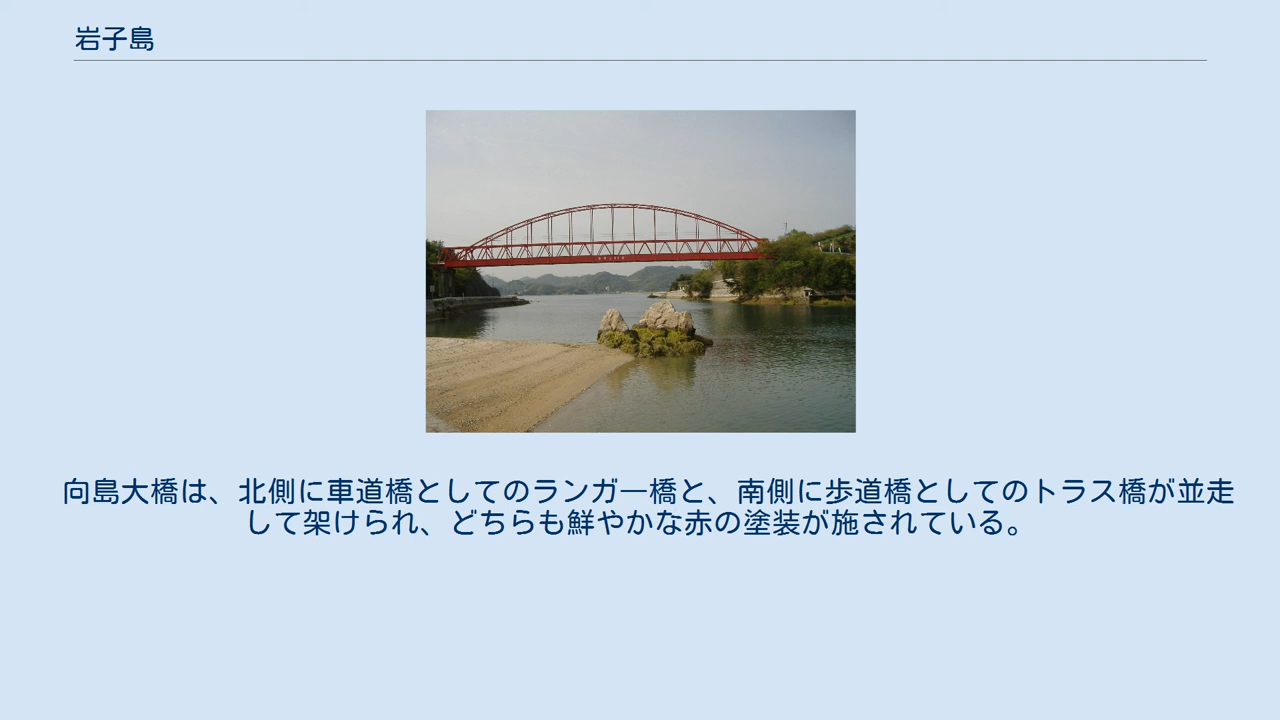 岩子島
向島大橋は、北側に車道橋としてのランガー橋と、南側に歩道橋としてのトラス橋が並走
して架けられ、どちらも鮮やかな赤の塗装が施されている。